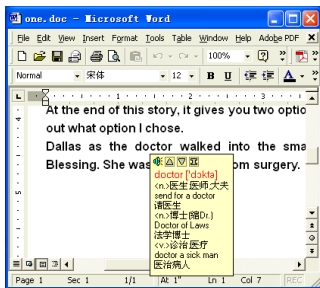 one.doc - Microsoft Word
File Edit View Insert Format Tools Table Window Help Adobe PDF
100%
Normal 宋体 12 B U A
At the end of this story, it gives you two optio
out what option I chose.
Dallas as the doctor walked into the sma
Blessing. She was om surgery.
doctor ['dɔktə]
<n.>医生;医师;大夫
send for a doctor
请医生
<n.>博士(缩Dr.)
Doctor of Laws
法学博士
<v.>诊治;医疗
doctor a sick man
医治病人
Page 1 Sec 1 1/1 At 1" Ln 1 Col 7 REC